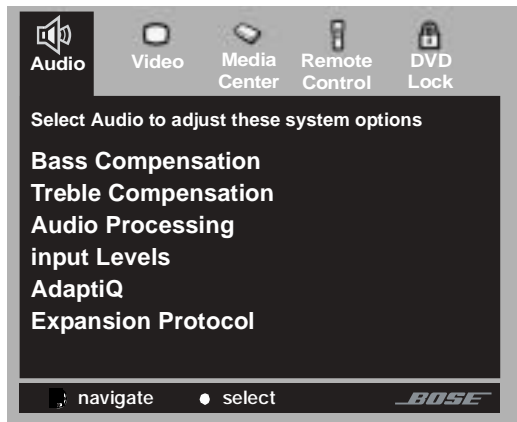 Audio Video Media Center Remote Control DVD Lock
Select Audio to adjust these system options
Bass Compensation
Treble Compensation
Audio Processing
input Levels
AdaptiQ
Expansion Protocol
navigate select BOSE